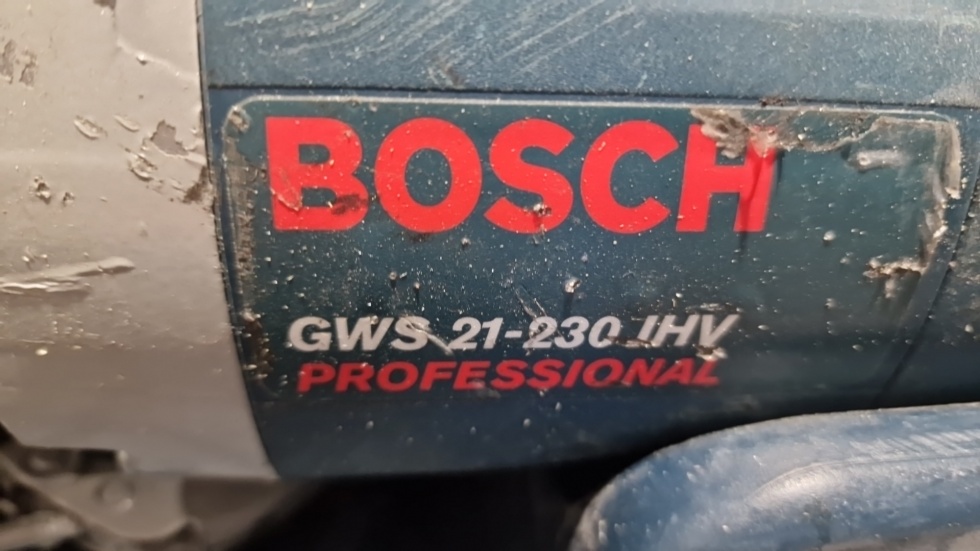 BOSCH
GWS 21-230 JHV
PROFESSIONAL